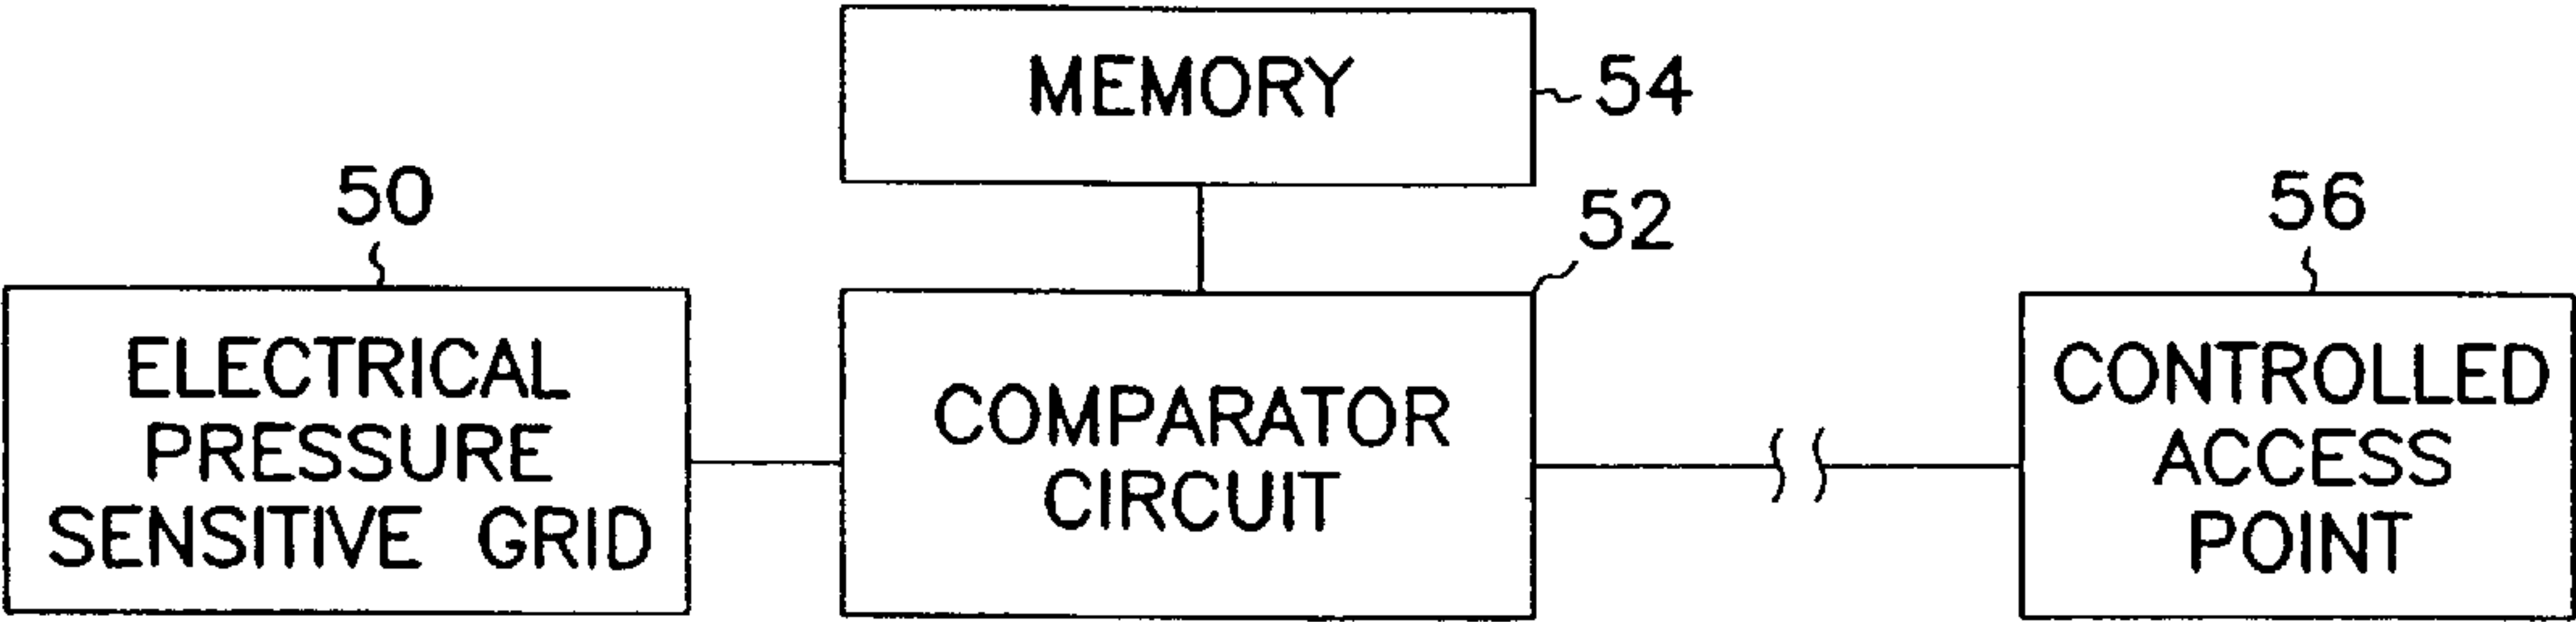 MEMORY
54
50
ELECTRICAL
PRESSURE
SENSITIVE GRID
52
COMPARATOR
CIRCUIT
56
CONTROLLED
ACCESS
POINT